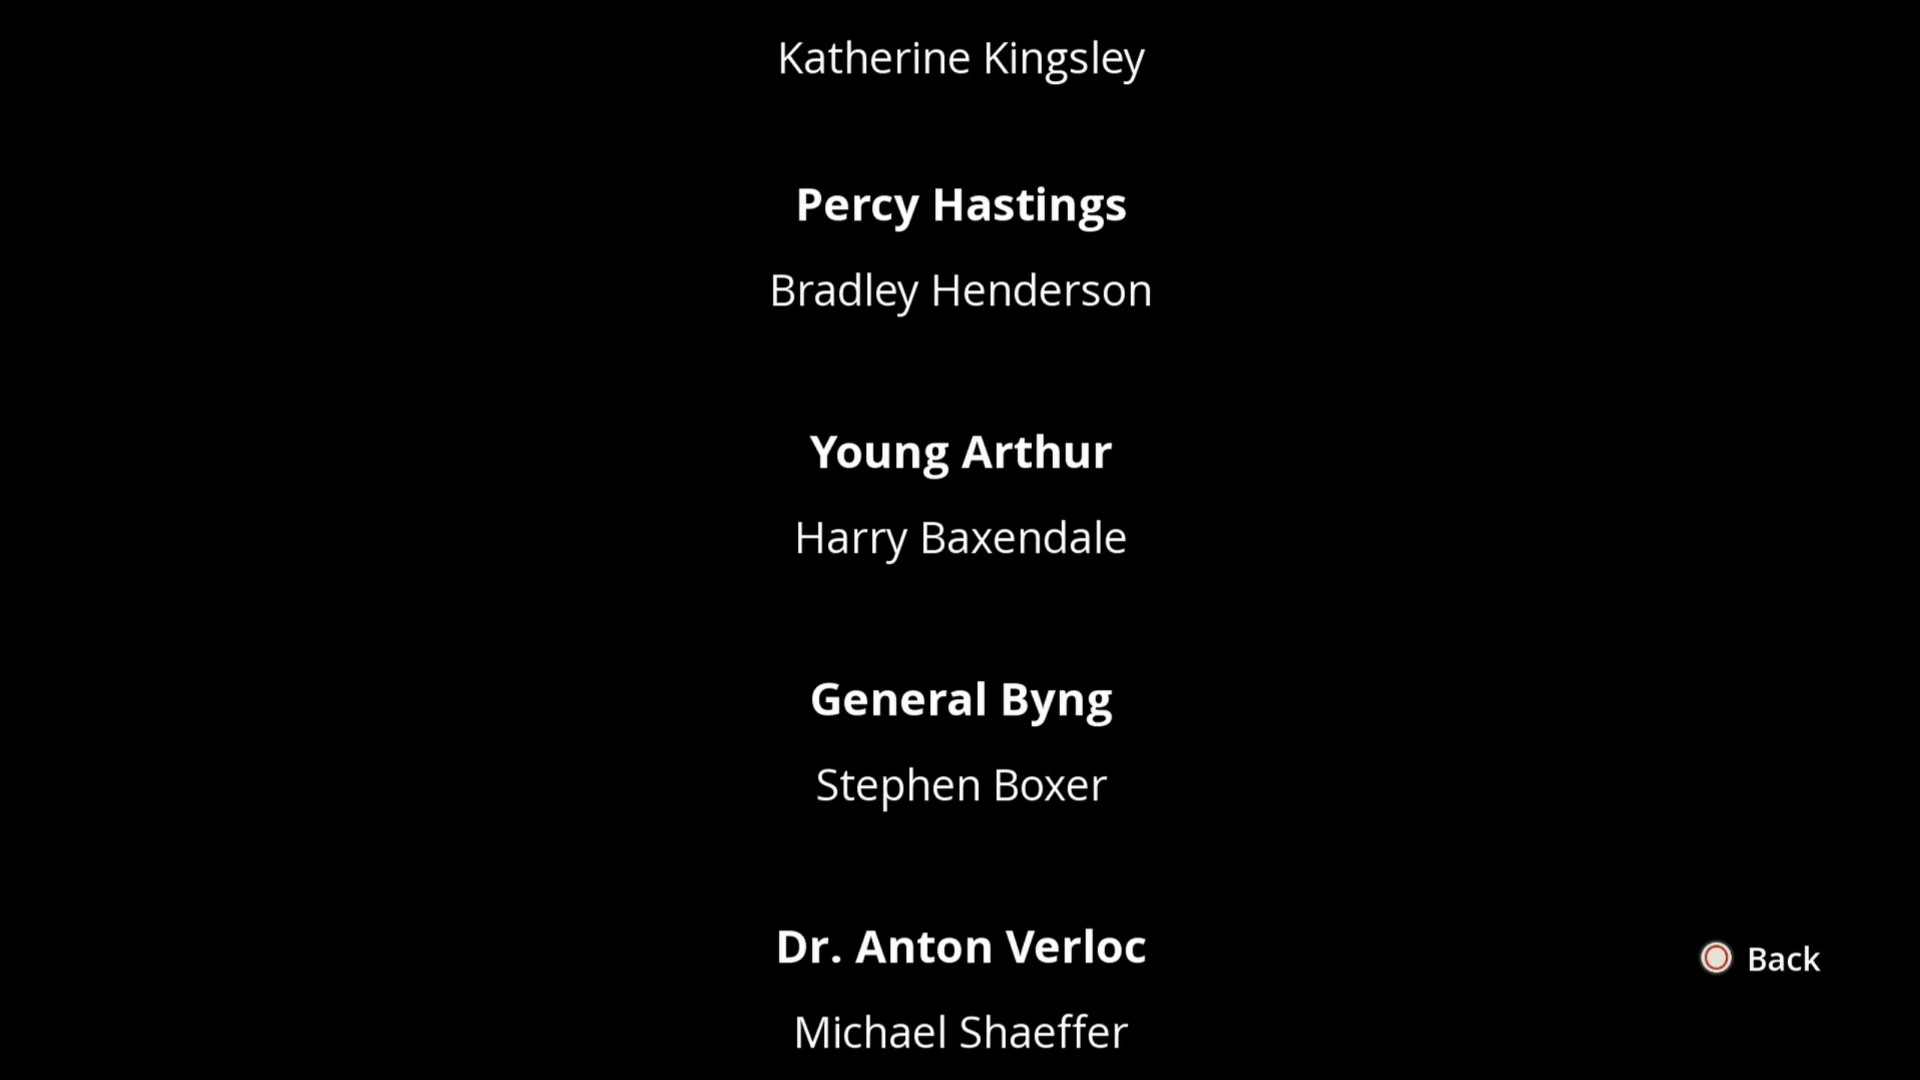 Katherine Kingsley
Percy Hastings
Bradley Henderson
Young Arthur
Harry Baxendale
General Byng
Stephen Boxer
Dr. Anton Verloc
Back
Michael Shaeffer